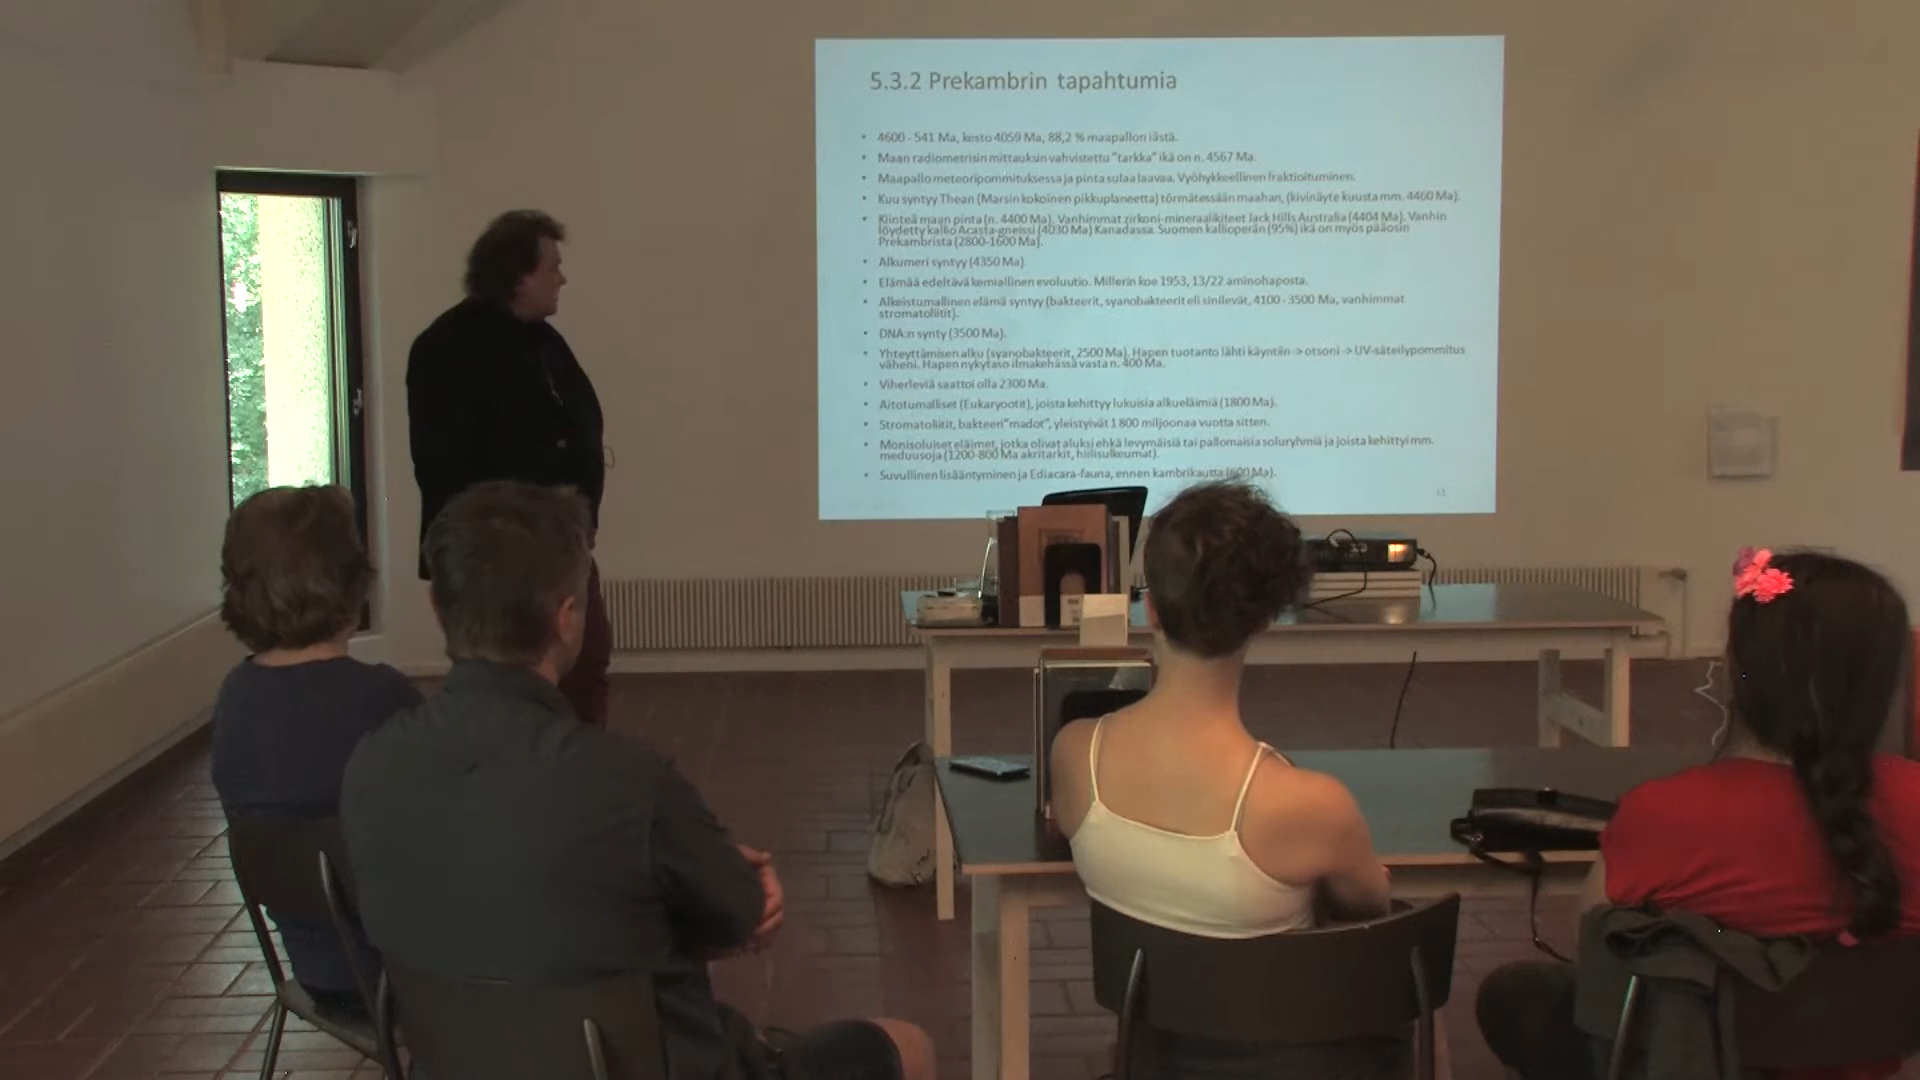 5.3.2 Prekambrin tapahtumia
• 4600 - 541 Ma, kesto 4059 Ma, 88,2 % maapallon iästä.
• Maan radiometrisin mittauksin vahvistettu "tarkka" ikä on n. 4567 Ma.
• Maapallo meteoripommituksessa ja pinta sulaa laavaa. Vyöhykkeellinen fraktioituminen.
• Kuu syntyy Thean (Marsin kokoinen pikkuplaneetta) törmätessään maahan, (kivinäyte kuusta mm. 4460 Ma).
• Kiinteä maan pinta (n. 4400 Ma). Vanhimmat zirkoni-mineraalikiteet Jack Hills Australia (4404 Ma). Vanhin
löydetty kallio Acasta-gneissi (4030 Ma) Kanadassa. Suomen kallioperän (95%) ikä on myös pääosin
Prekambrista (2800-1600 Ma).
• Alkumeri syntyy (4350 Ma).
• Elämää edeltävä kemiallinen evoluutio. Millerin koe 1953, 13/22 aminohaposta.
• Alkeistumallinen elämä syntyy (bakteerit, syanobakteerit eli sinilevät, 4100 - 3500 Ma, vanhimmat
stromatoliitit).
• DNA:n synty (3500 Ma).
• Yhteyttämisen alku (syanobakteerit, 2500 Ma). Hapen tuotanto lähti käyntiin -> otsoni -> UV-säteilypommitus
väheni. Hapen nykytaso ilmakehässä vasta n. 400 Ma.
• Viherleviä saattoi olla 2300 Ma.
• Aitotumalliset (Eukaryootit), joista kehittyy lukuisia alkueläimiä (1800 Ma).
• Stromatoliitit, bakteeri"madot", yleistyivät 1 800 miljoonaa vuotta sitten.
• Monisoluiset eläimet, jotka olivat aluksi ehkä levymäisiä tai pallomaisia soluryhmiä ja joista kehittyi mm.
meduusoja (1200-800 Ma akritarkit, hiilisulkeumat).
• Suvullinen lisääntyminen ja Ediacara-fauna, ennen kambrikautta (600 Ma).